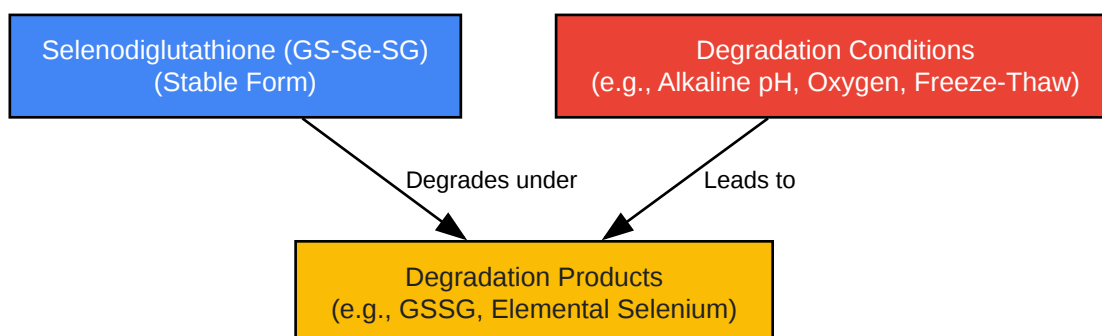 Selenodiglutathione (GS-Se-SG)
(Stable Form)
Degradation Conditions
(e.g., Alkaline pH, Oxygen, Freeze-Thaw)
Degrades under
Leads to
Degradation Products
(e.g., GSSG, Elemental Selenium)